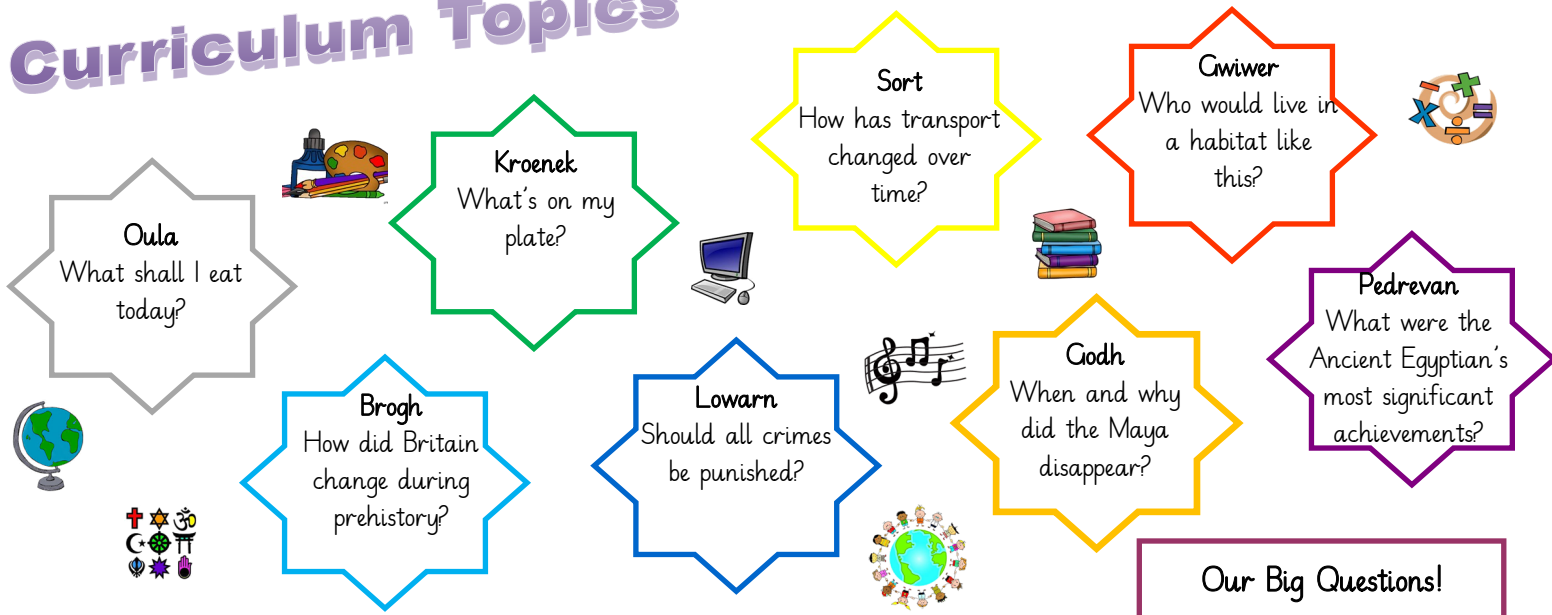 Curriculum Topics
Oula
What shall I eat
today?
Kroenek
What's on my
plate?
Sort
How has transport
changed over
time?
Gwiwer
Who would live in
a habitat like
this?
Brogh
How did Britain
change during
prehistory?
Lowarn
Should all crimes
be punished?
Godh
When and why
did the Maya
disappear?
Pedrevan
What were the
Ancient Egyptian's
most significant
achievements?
Our Big Questions!